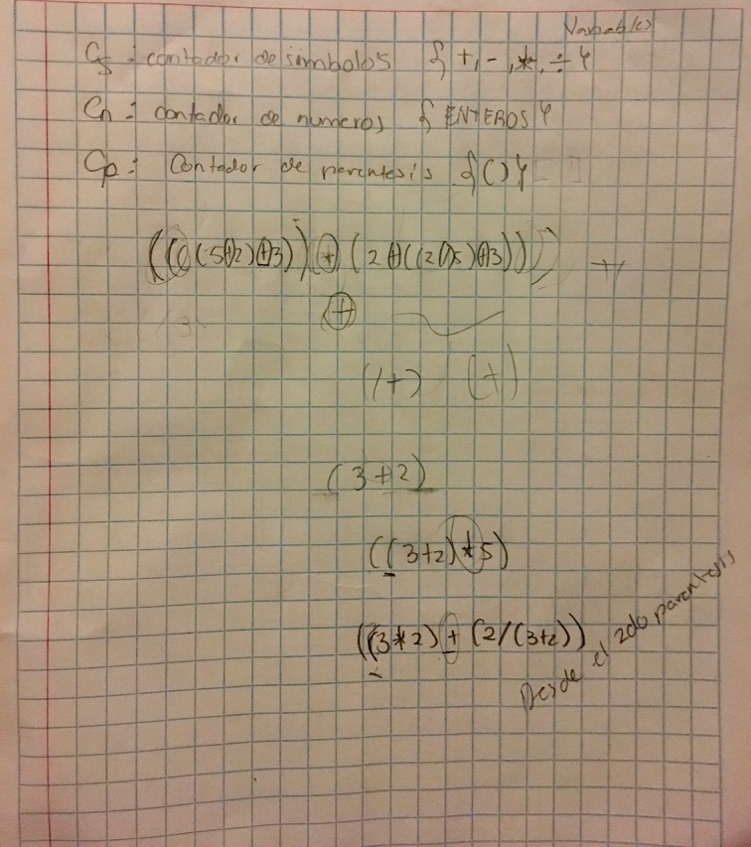 Variables
Cs : contador de simbolos { +, -, *, ÷ }
Cn : contador de numeros { ENTEROS }
Cp : Contador de parentesis { ( ) }
(((-5+2)+3))+(2+((2/5)+3)))) +
+
(/+) (+)
(3+2)
((3+2)*5)
((3*2)+(2/(3+2))
Desde el 2do parentesis